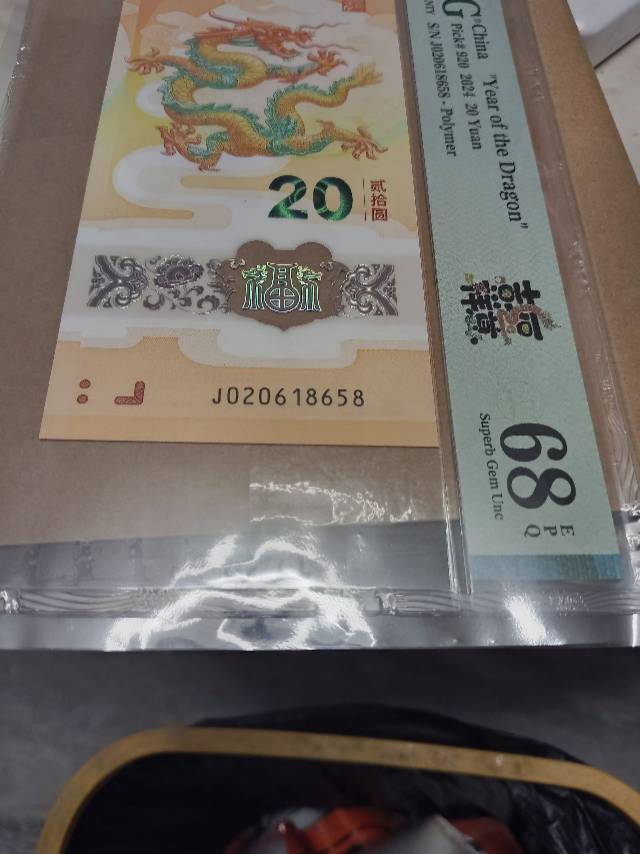 20
贰拾圆
福
J020618658
G
China "Year of the Dragon"
Pick# 920 2024 20 Yuan
S/N J020618658 - Polymer
68
E
P
Q
Superb Gem Unc